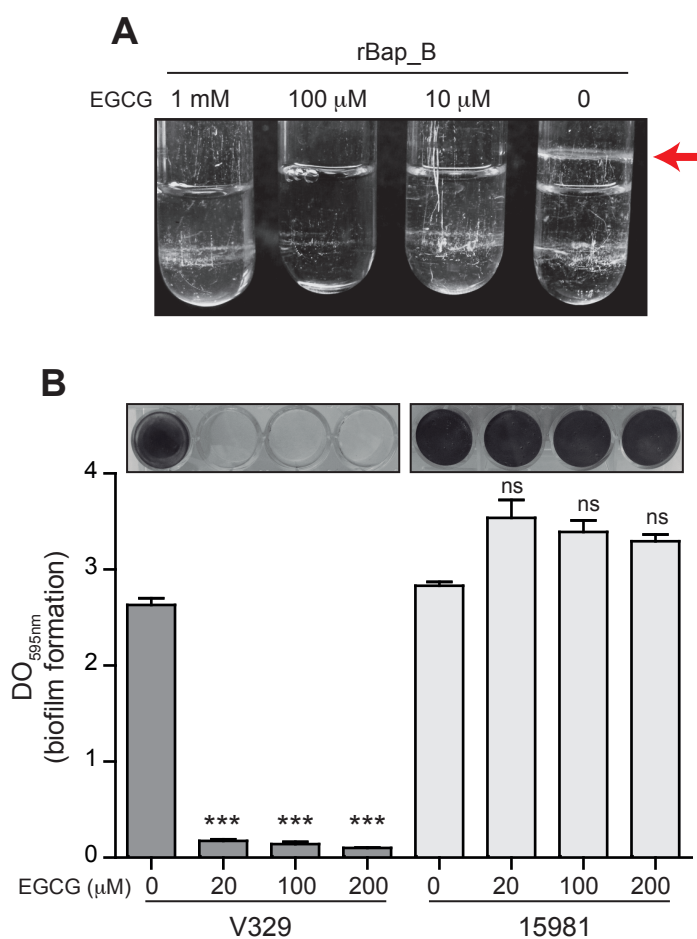 A
rBap_B
EGCG 1 mM 100 μM 10 μM 0
B
4
3
2
1
0
DO595nm
(biofilm formation)
*** *** ***
ns ns ns
EGCG (μM) 0 20 100 200 0 20 100 200
V329 15981